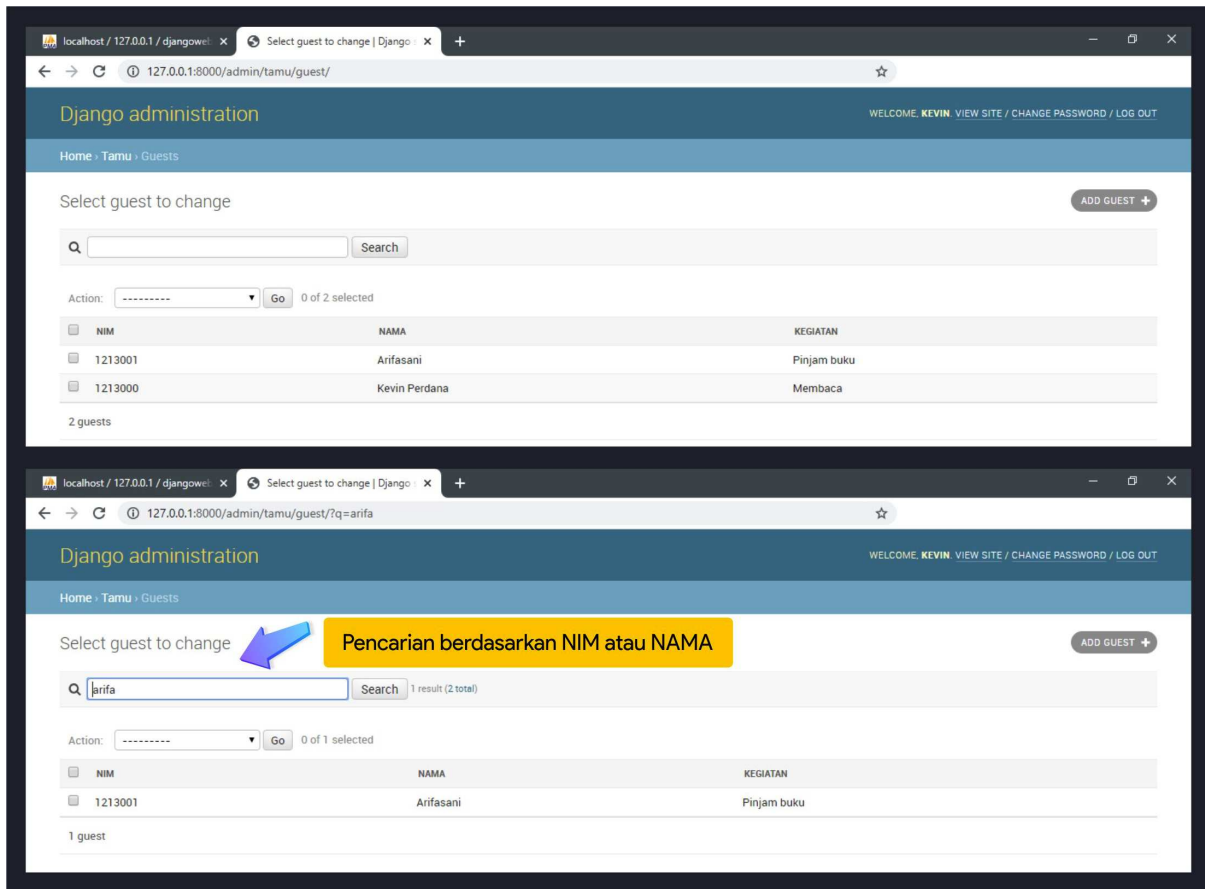 localhost / 127.0.0.1 / djangowel
Select guest to change | Django s
127.0.0.1:8000/admin/tamu/guest/
Django administration
WELCOME, KEVIN. VIEW SITE / CHANGE PASSWORD / LOG OUT
Home › Tamu › Guests
Select guest to change
ADD GUEST +
Search
Action: --------- Go 0 of 2 selected
NIM NAMA KEGIATAN
1213001 Arifasani Pinjam buku
1213000 Kevin Perdana Membaca
2 guests
localhost / 127.0.0.1 / djangowel
Select guest to change | Django s
127.0.0.1:8000/admin/tamu/guest/?q=arifa
Django administration
WELCOME, KEVIN. VIEW SITE / CHANGE PASSWORD / LOG OUT
Home › Tamu › Guests
Select guest to change
Pencarian berdasarkan NIM atau NAMA
ADD GUEST +
arifa Search 1 result (2 total)
Action: --------- Go 0 of 1 selected
NIM NAMA KEGIATAN
1213001 Arifasani Pinjam buku
1 guest